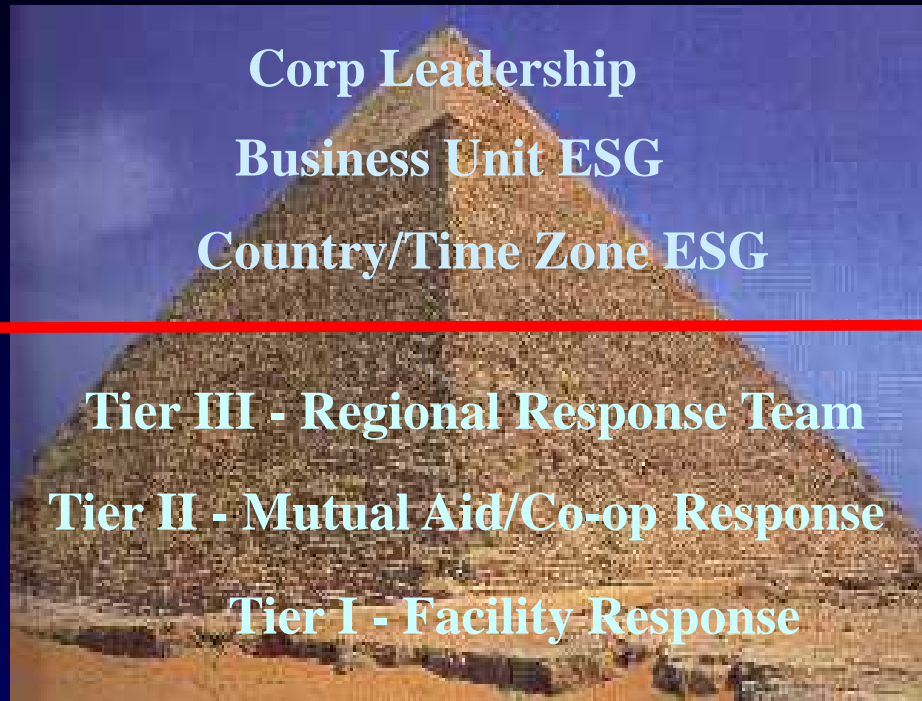 Corp Leadership
Business Unit ESG
Country/Time Zone ESG
Tier III - Regional Response Team
Tier II - Mutual Aid/Co-op Response
Tier I - Facility Response